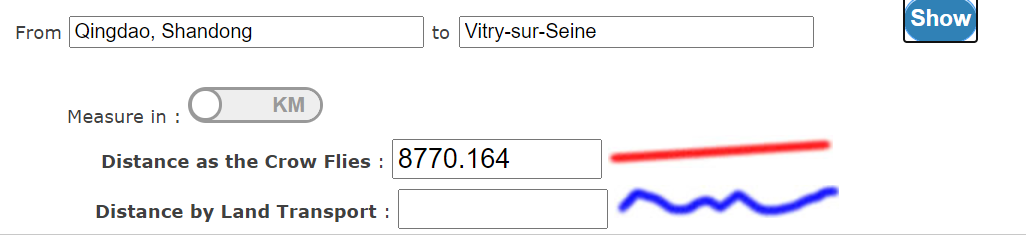 From Qingdao, Shandong to Vitry-sur-Seine Show
Measure in : KM
Distance as the Crow Flies : 8770.164
Distance by Land Transport :